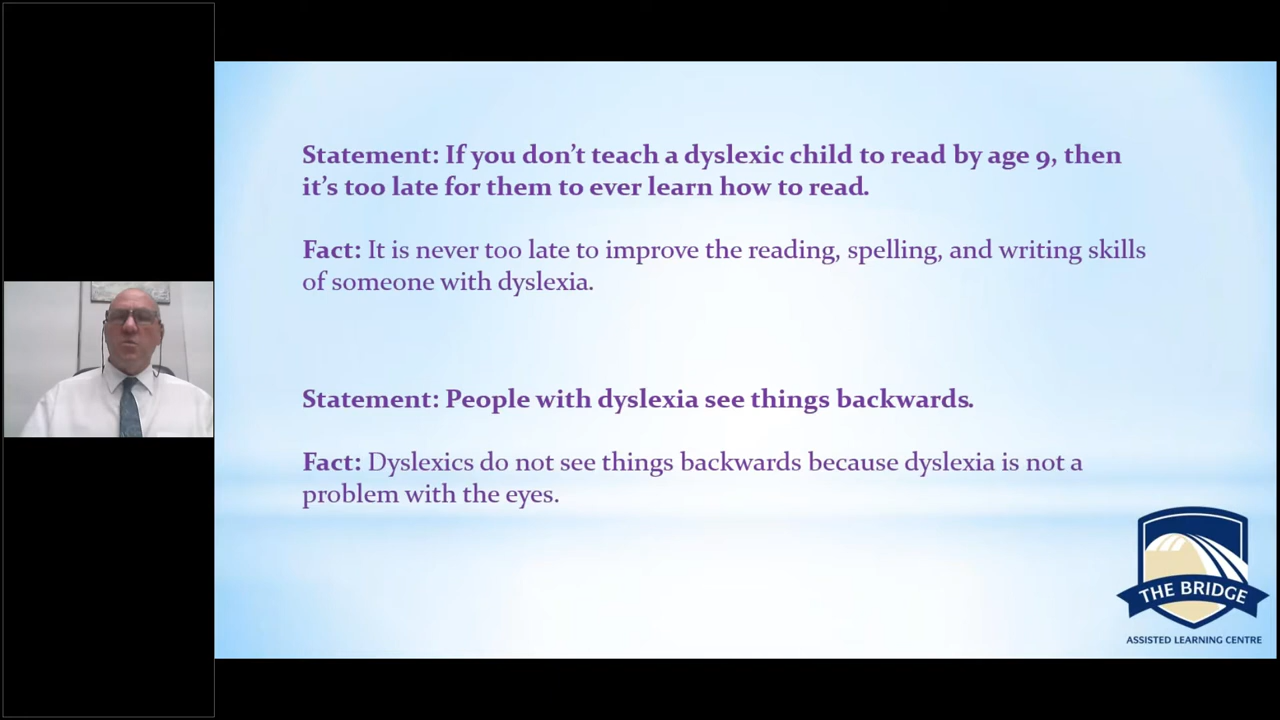 Statement: If you don’t teach a dyslexic child to read by age 9, then
it’s too late for them to ever learn how to read.
Fact: It is never too late to improve the reading, spelling, and writing skills
of someone with dyslexia.
Statement: People with dyslexia see things backwards.
Fact: Dyslexics do not see things backwards because dyslexia is not a
problem with the eyes.
THE BRIDGE
ASSISTED LEARNING CENTRE